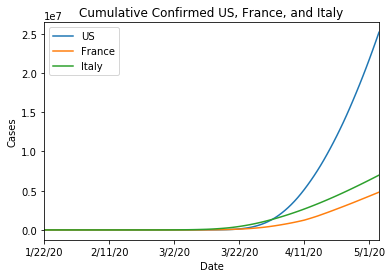 Cumulative Confirmed US, France, and Italy
1e7
US
France
Italy
2.5
2.0
1.5
1.0
0.5
0.0
Cases
1/22/20 2/11/20 3/2/20 3/22/20 4/11/20 5/1/20
Date